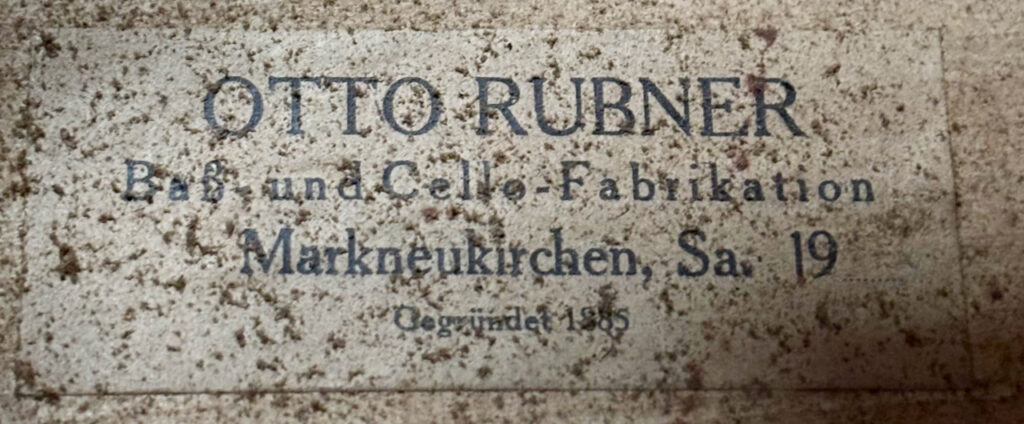 OTTO RUBNER
Baß- und Cello-Fabrikation
Markneukirchen, Sa. 19
Gegründet 1885